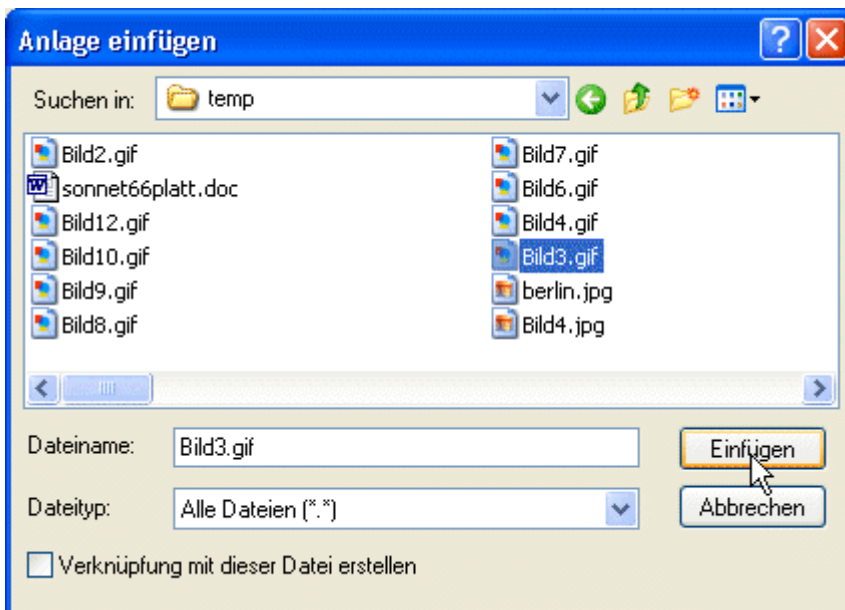 Anlage einfügen
Suchen in: temp
Bild2.gif
sonnet66platt.doc
Bild12.gif
Bild10.gif
Bild9.gif
Bild8.gif
Bild7.gif
Bild6.gif
Bild4.gif
Bild3.gif
berlin.jpg
Bild4.jpg
Dateiname: Bild3.gif Einfügen
Dateityp: Alle Dateien (*.*) Abbrechen
Verknüpfung mit dieser Datei erstellen